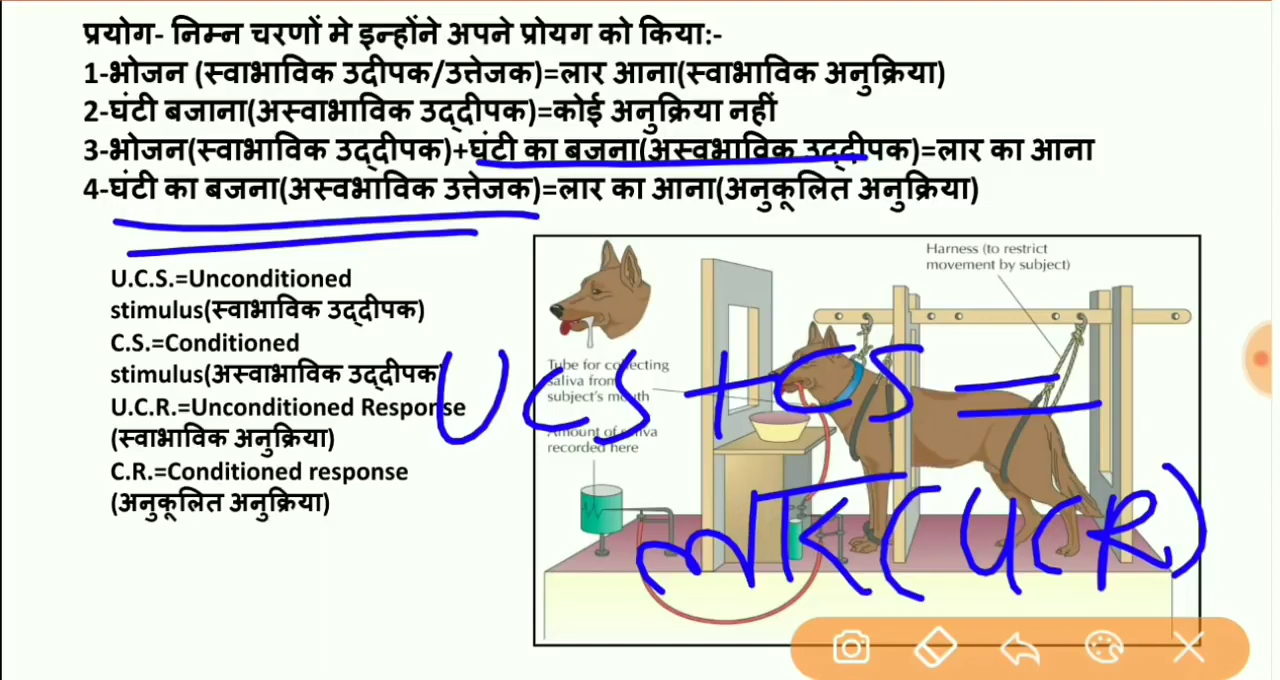 प्रयोग- निम्न चरणों मे इन्होंने अपने प्रोयग को किया:-
1-भोजन (स्वाभाविक उदीपक/उत्तेजक)=लार आना(स्वाभाविक अनुक्रिया)
2-घंटी बजाना(अस्वाभाविक उद्दीपक)=कोई अनुक्रिया नहीं
3-भोजन(स्वाभाविक उद्दीपक)+घंटी का बजना(अस्वभाविक उद्दीपक)=लार का आना
4-घंटी का बजना(अस्वभाविक उत्तेजक)=लार का आना(अनुकूलित अनुक्रिया)
U.C.S.=Unconditioned
stimulus(स्वाभाविक उद्दीपक)
C.S.=Conditioned
stimulus(अस्वाभाविक उद्दीपक)
U.C.R.=Unconditioned Response
(स्वाभाविक अनुक्रिया)
C.R.=Conditioned response
(अनुकूलित अनुक्रिया)
Harness (to restrict
movement by subject)
Tube for collecting
saliva from
subject's mouth
Amount of saliva
recorded here
UCS + CS =
लार (UCR)